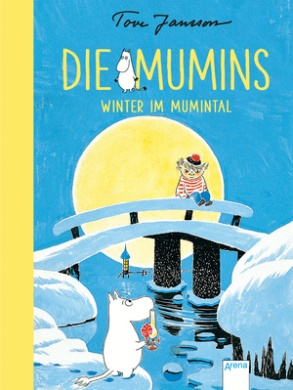 Tove Jansson
DIE MUMINS
WINTER IM MUMINTAL
Arena